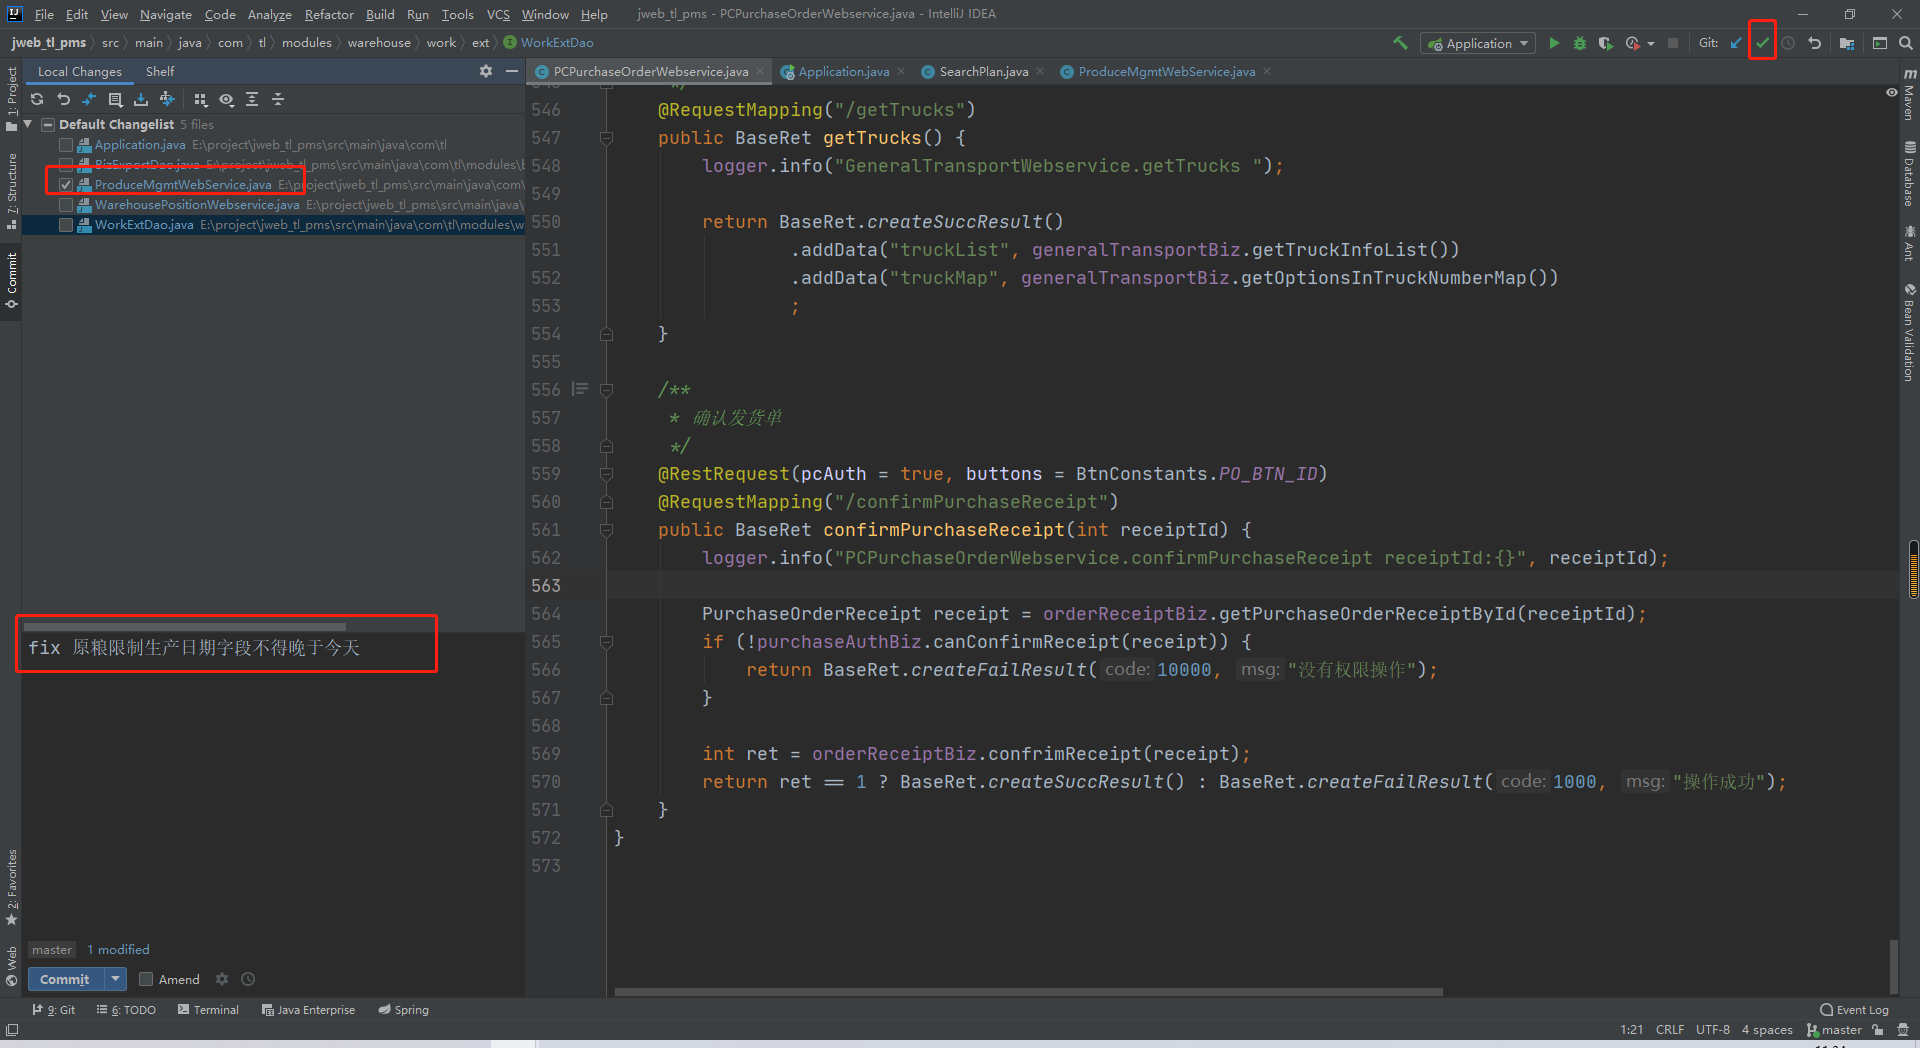 File Edit View Navigate Code Analyze Refactor Build Run Tools VCS Window Help jweb_tl_pms - PCPurchaseOrderWebservice.java - IntelliJ IDEA
jweb_tl_pms src main java com tl modules warehouse work ext WorkExtDao Application Git:
Local Changes Shelf
PCPurchaseOrderWebservice.java Application.java SearchPlan.java ProduceMgmtWebService.java
1: Project
7: Structure
Commit
2: Favorites
Web
Default Changelist 5 files
Application.java E:\project\jweb_tl_pms\src\main\java\com\tl
BizExportDao.java E:\project\jweb_tl_pms\src\main\java\com\tl\modules\b
ProduceMgmtWebService.java E:\project\jweb_tl_pms\src\main\java\com\
WarehousePositionWebservice.java E:\project\jweb_tl_pms\src\main\java\
WorkExtDao.java E:\project\jweb_tl_pms\src\main\java\com\tl\modules\w
fix 原粮限制生产日期字段不得晚于今天
master 1 modified
Commit Amend
*/
546 @RequestMapping("/getTrucks")
547 public BaseRet getTrucks() {
548 logger.info("GeneralTransportWebservice.getTrucks ");
549
550 return BaseRet.createSuccResult()
551 .addData("truckList", generalTransportBiz.getTruckInfoList())
552 .addData("truckMap", generalTransportBiz.getOptionsInTruckNumberMap())
553 ;
554 }
555
556 /**
557 * 确认发货单
558 */
559 @RestRequest(pcAuth = true, buttons = BtnConstants.PO_BTN_ID)
560 @RequestMapping("/confirmPurchaseReceipt")
561 public BaseRet confirmPurchaseReceipt(int receiptId) {
562 logger.info("PCPurchaseOrderWebservice.confirmPurchaseReceipt receiptId:{}", receiptId);
563
564 PurchaseOrderReceipt receipt = orderReceiptBiz.getPurchaseOrderReceiptById(receiptId);
565 if (!purchaseAuthBiz.canConfirmReceipt(receipt)) {
566 return BaseRet.createFailResult( code: 10000, msg: "没有权限操作");
567 }
568
569 int ret = orderReceiptBiz.confrimReceipt(receipt);
570 return ret == 1 ? BaseRet.createSuccResult() : BaseRet.createFailResult( code: 1000, msg: "操作成功");
571 }
572 }
573
m Maven
Database
Ant
Bean Validation
9: Git 6: TODO Terminal Java Enterprise Spring Event Log
1:21 CRLF UTF-8 4 spaces master